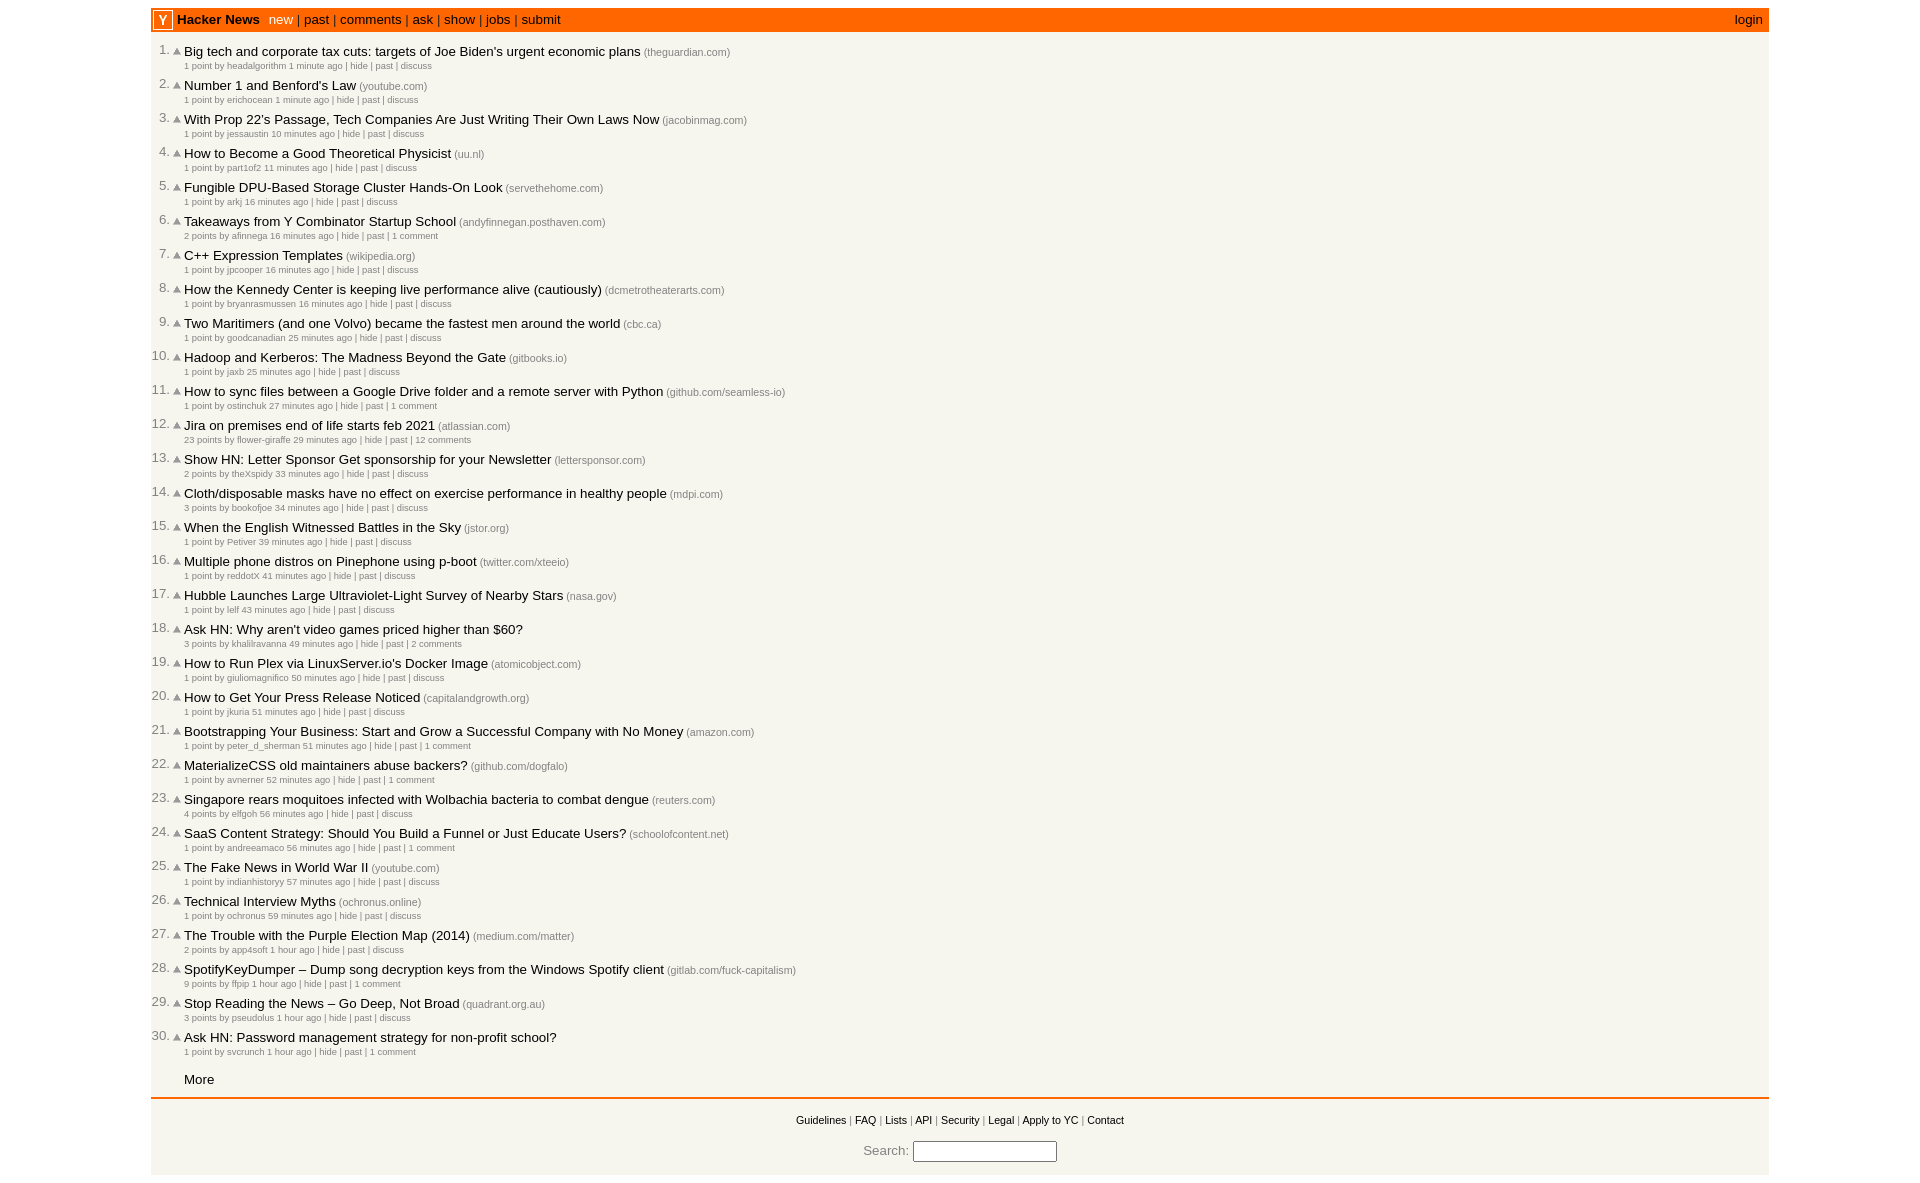 Y Hacker News new | past | comments | ask | show | jobs | submit login
1. Big tech and corporate tax cuts: targets of Joe Biden's urgent economic plans (theguardian.com)
1 point by headalgorithm 1 minute ago | hide | past | discuss
2. Number 1 and Benford's Law (youtube.com)
1 point by erichocean 1 minute ago | hide | past | discuss
3. With Prop 22's Passage, Tech Companies Are Just Writing Their Own Laws Now (jacobinmag.com)
1 point by jessaustin 10 minutes ago | hide | past | discuss
4. How to Become a Good Theoretical Physicist (uu.nl)
1 point by part1of2 11 minutes ago | hide | past | discuss
5. Fungible DPU-Based Storage Cluster Hands-On Look (servethehome.com)
1 point by arkj 16 minutes ago | hide | past | discuss
6. Takeaways from Y Combinator Startup School (andyfinnegan.posthaven.com)
2 points by afinnega 16 minutes ago | hide | past | 1 comment
7. C++ Expression Templates (wikipedia.org)
1 point by jpcooper 16 minutes ago | hide | past | discuss
8. How the Kennedy Center is keeping live performance alive (cautiously) (dcmetrotheaterarts.com)
1 point by bryanrasmussen 16 minutes ago | hide | past | discuss
9. Two Maritimers (and one Volvo) became the fastest men around the world (cbc.ca)
1 point by goodcanadian 25 minutes ago | hide | past | discuss
10. Hadoop and Kerberos: The Madness Beyond the Gate (gitbooks.io)
1 point by jaxb 25 minutes ago | hide | past | discuss
11. How to sync files between a Google Drive folder and a remote server with Python (github.com/seamless-io)
1 point by ostinchuk 27 minutes ago | hide | past | 1 comment
12. Jira on premises end of life starts feb 2021 (atlassian.com)
23 points by flower-giraffe 29 minutes ago | hide | past | 12 comments
13. Show HN: Letter Sponsor Get sponsorship for your Newsletter (lettersponsor.com)
2 points by theXspidy 33 minutes ago | hide | past | discuss
14. Cloth/disposable masks have no effect on exercise performance in healthy people (mdpi.com)
3 points by bookofjoe 34 minutes ago | hide | past | discuss
15. When the English Witnessed Battles in the Sky (jstor.org)
1 point by Petiver 39 minutes ago | hide | past | discuss
16. Multiple phone distros on Pinephone using p-boot (twitter.com/xteeio)
1 point by reddotX 41 minutes ago | hide | past | discuss
17. Hubble Launches Large Ultraviolet-Light Survey of Nearby Stars (nasa.gov)
1 point by lelf 43 minutes ago | hide | past | discuss
18. Ask HN: Why aren't video games priced higher than $60?
3 points by khalilravanna 49 minutes ago | hide | past | 2 comments
19. How to Run Plex via LinuxServer.io's Docker Image (atomicobject.com)
1 point by giuliomagnifico 50 minutes ago | hide | past | discuss
20. How to Get Your Press Release Noticed (capitalandgrowth.org)
1 point by jkuria 51 minutes ago | hide | past | discuss
21. Bootstrapping Your Business: Start and Grow a Successful Company with No Money (amazon.com)
1 point by peter_d_sherman 51 minutes ago | hide | past | 1 comment
22. MaterializeCSS old maintainers abuse backers? (github.com/dogfalo)
1 point by avnerner 52 minutes ago | hide | past | 1 comment
23. Singapore rears moquitoes infected with Wolbachia bacteria to combat dengue (reuters.com)
4 points by elfgoh 56 minutes ago | hide | past | discuss
24. SaaS Content Strategy: Should You Build a Funnel or Just Educate Users? (schoolofcontent.net)
1 point by andreeamaco 56 minutes ago | hide | past | 1 comment
25. The Fake News in World War II (youtube.com)
1 point by indianhistoryy 57 minutes ago | hide | past | discuss
26. Technical Interview Myths (ochronus.online)
1 point by ochronus 59 minutes ago | hide | past | discuss
27. The Trouble with the Purple Election Map (2014) (medium.com/matter)
2 points by app4soft 1 hour ago | hide | past | discuss
28. SpotifyKeyDumper – Dump song decryption keys from the Windows Spotify client (gitlab.com/fuck-capitalism)
9 points by ffpip 1 hour ago | hide | past | 1 comment
29. Stop Reading the News – Go Deep, Not Broad (quadrant.org.au)
3 points by pseudolus 1 hour ago | hide | past | discuss
30. Ask HN: Password management strategy for non-profit school?
1 point by svcrunch 1 hour ago | hide | past | 1 comment
More
Guidelines | FAQ | Lists | API | Security | Legal | Apply to YC | Contact
Search: